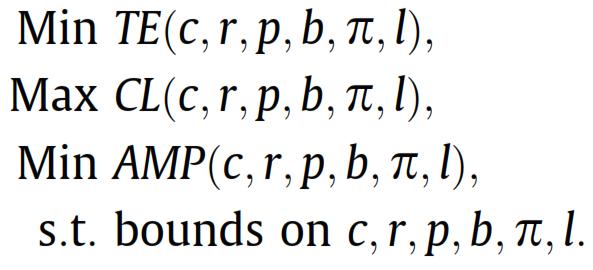 Min TE(c, r, p, b, π, l),
Max CL(c, r, p, b, π, l),
Min AMP(c, r, p, b, π, l),
s.t. bounds on c, r, p, b, π, l.